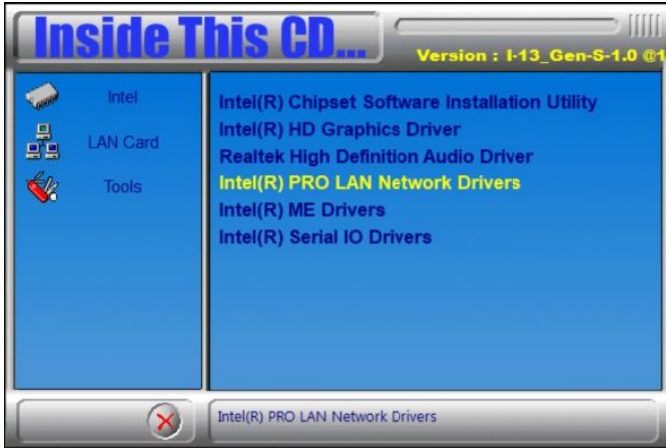 Inside This CD...
Version : I-13_Gen-S-1.0 @1
Intel
LAN Card
Tools
Intel(R) Chipset Software Installation Utility
Intel(R) HD Graphics Driver
Realtek High Definition Audio Driver
Intel(R) PRO LAN Network Drivers
Intel(R) ME Drivers
Intel(R) Serial IO Drivers
Intel(R) PRO LAN Network Drivers